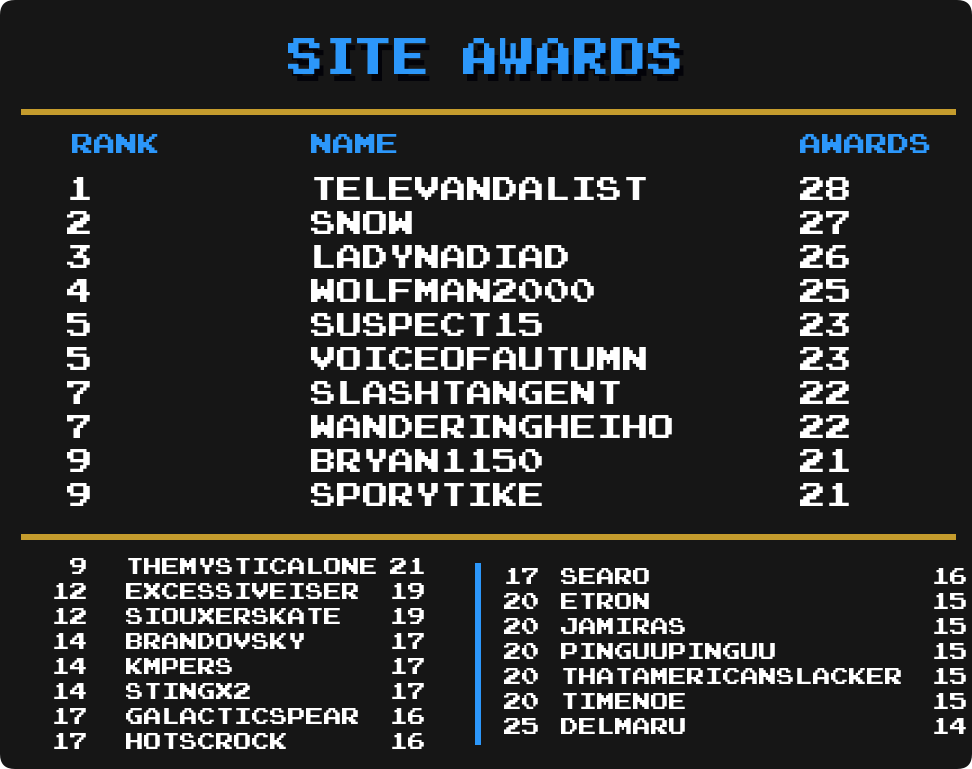 SITE AWARDS
RANK NAME AWARDS
1 TELEVANDALIST 28
2 SNOW 27
3 LADYNADIAD 26
4 WOLFMAN2000 25
5 SUSPECT15 23
5 VOICEOFAUTUMN 23
7 SLASHTANGENT 22
7 WANDERINGHEIHO 22
9 BRYAN1150 21
9 SPORYTIKE 21
9 THEMYSTICALONE 21
12 EXCESSIVEISER 19
12 SIOUXERSKATE 19
14 BRANDOVSKY 17
14 KMPERS 17
14 STINGX2 17
17 GALACTICSPEAR 16
17 HOTSCROCK 16
17 SEARO 16
20 ETRON 15
20 JAMIRAS 15
20 PINGUUPINGUU 15
20 THATAMERICANSLACKER 15
20 TIMENOE 15
25 DELMARU 14